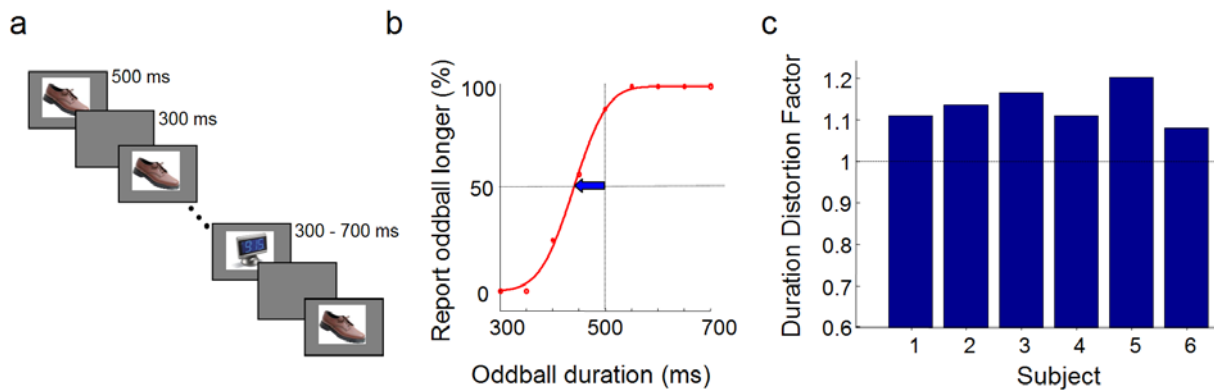 a
500 ms
300 ms
300 - 700 ms
9:15
b
Report oddball longer (%)
100
50
0
300
500
700
Oddball duration (ms)
c
Duration Distortion Factor
1.2
1.1
1
0.9
0.8
0.7
0.6
1 2 3 4 5 6
Subject